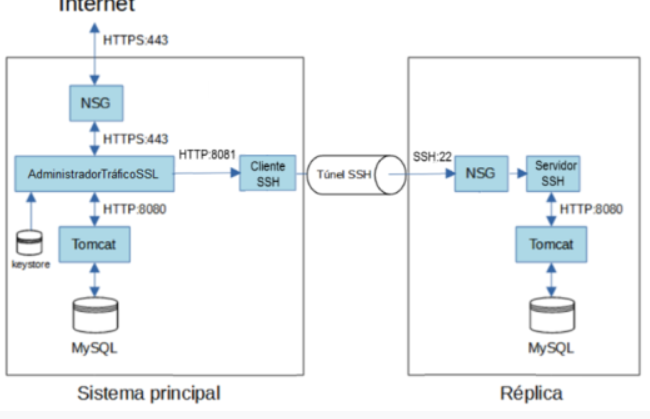 Internet
HTTPS:443
NSG
HTTPS:443
AdministradorTráficoSSL
HTTP:8081
Cliente
SSH
Túnel SSH
SSH:22
NSG
Servidor
SSH
HTTP:8080
HTTP:8080
keystore
Tomcat
Tomcat
MySQL
MySQL
Sistema principal
Réplica